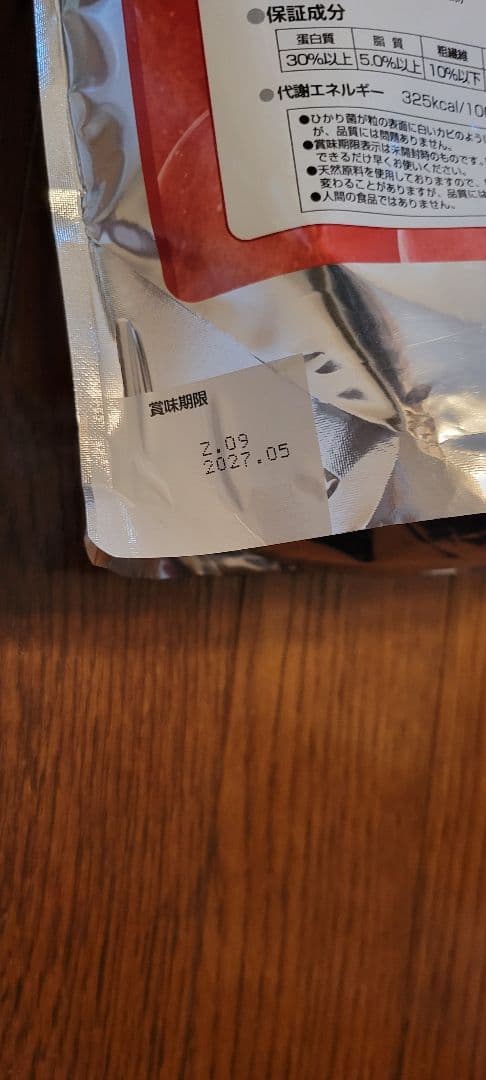 ●保証成分
蛋白質 脂質 粗繊維
30%以上 5.0%以上 10%以下
●代謝エネルギー 325kcal/10
●ひかり菌が粒の表面に白いカビのよう
が、品質には問題ありません。
●賞味期限表示は未開封時のものです。
できるだけ早くお使いください。
●天然原料を使用しておりますので、
変わることがありますが、品質には
●人間の食品ではありません。
賞味期限
Z.09
2027.05